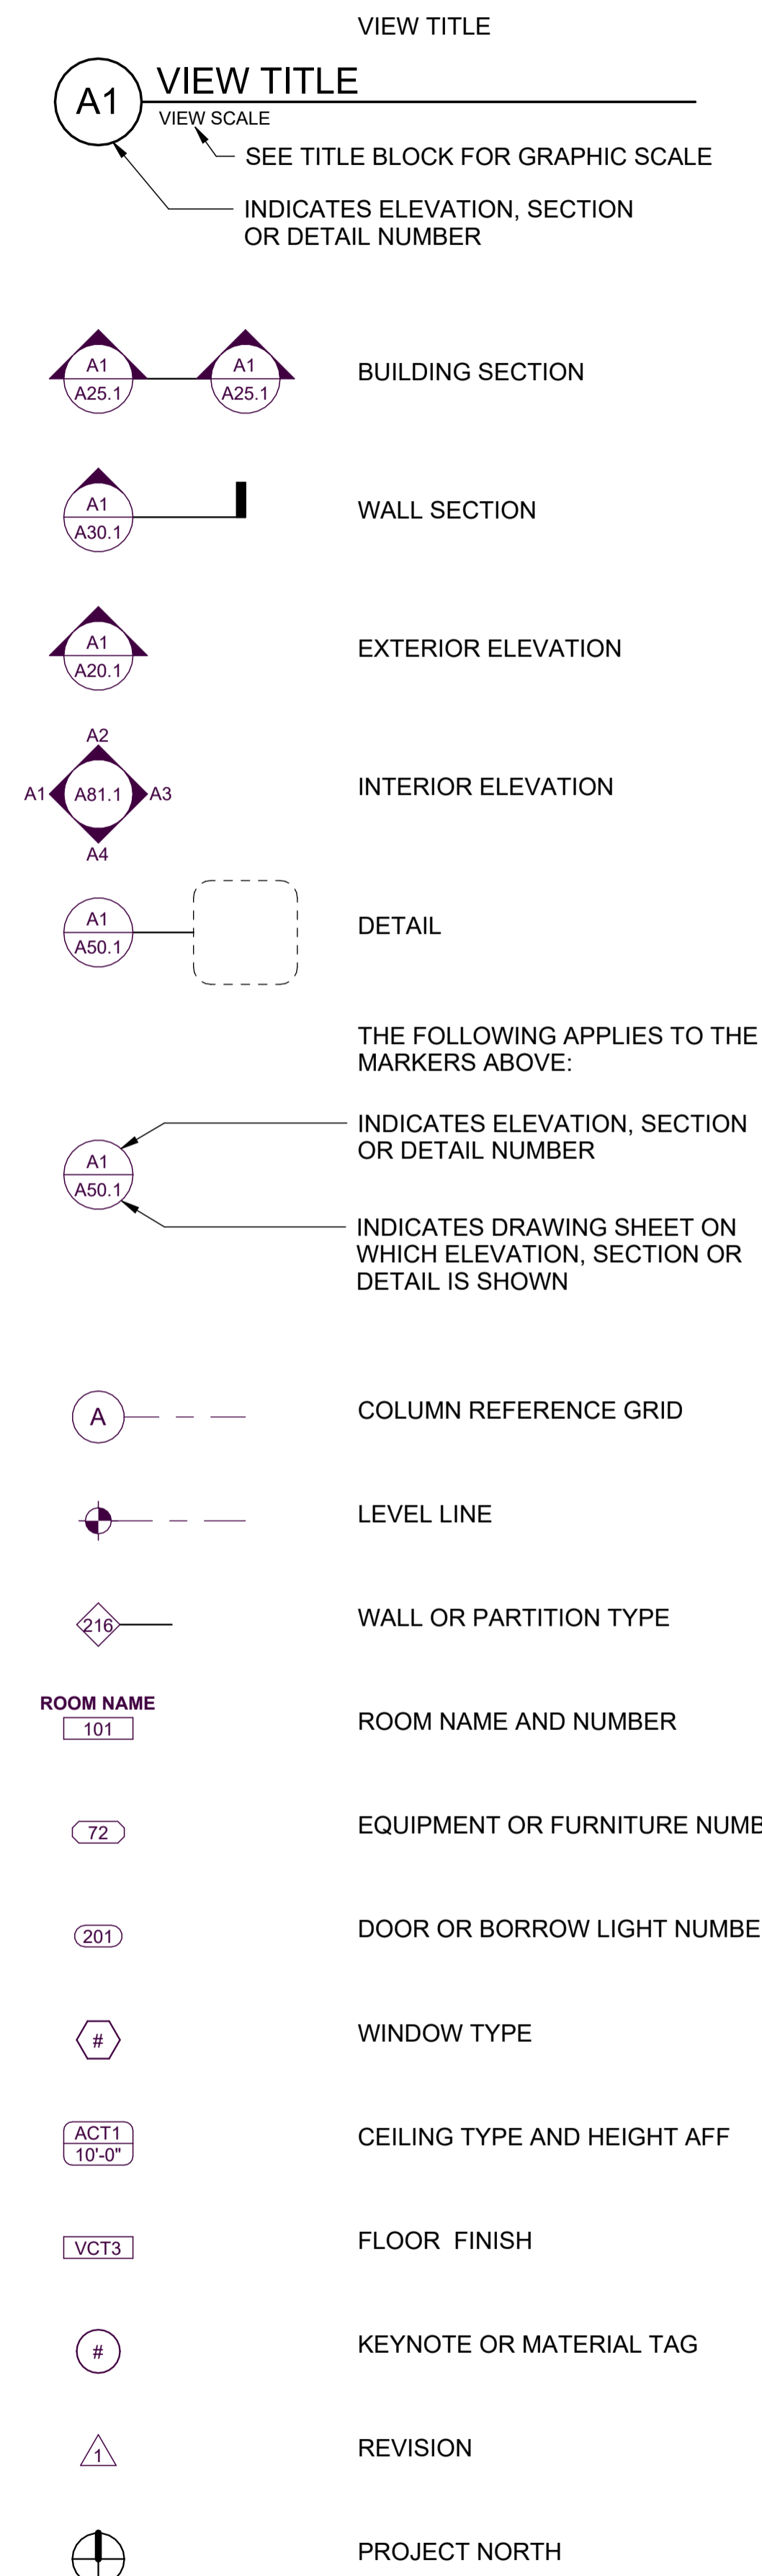 VIEW TITLE
A1
VIEW TITLE
VIEW SCALE
SEE TITLE BLOCK FOR GRAPHIC SCALE
INDICATES ELEVATION, SECTION
OR DETAIL NUMBER
A1
A25.1
A1
A25.1
BUILDING SECTION
A1
A30.1
WALL SECTION
A1
A20.1
EXTERIOR ELEVATION
A2
A1
A81.1
A3
A4
INTERIOR ELEVATION
A1
A50.1
DETAIL
THE FOLLOWING APPLIES TO THE
MARKERS ABOVE:
A1
A50.1
INDICATES ELEVATION, SECTION
OR DETAIL NUMBER
INDICATES DRAWING SHEET ON
WHICH ELEVATION, SECTION OR
DETAIL IS SHOWN
A
COLUMN REFERENCE GRID
LEVEL LINE
216
WALL OR PARTITION TYPE
ROOM NAME
101
ROOM NAME AND NUMBER
72
EQUIPMENT OR FURNITURE NUMB
201
DOOR OR BORROW LIGHT NUMBE
#
WINDOW TYPE
ACT1
10'-0"
CEILING TYPE AND HEIGHT AFF
VCT3
FLOOR FINISH
#
KEYNOTE OR MATERIAL TAG
1
REVISION
PROJECT NORTH